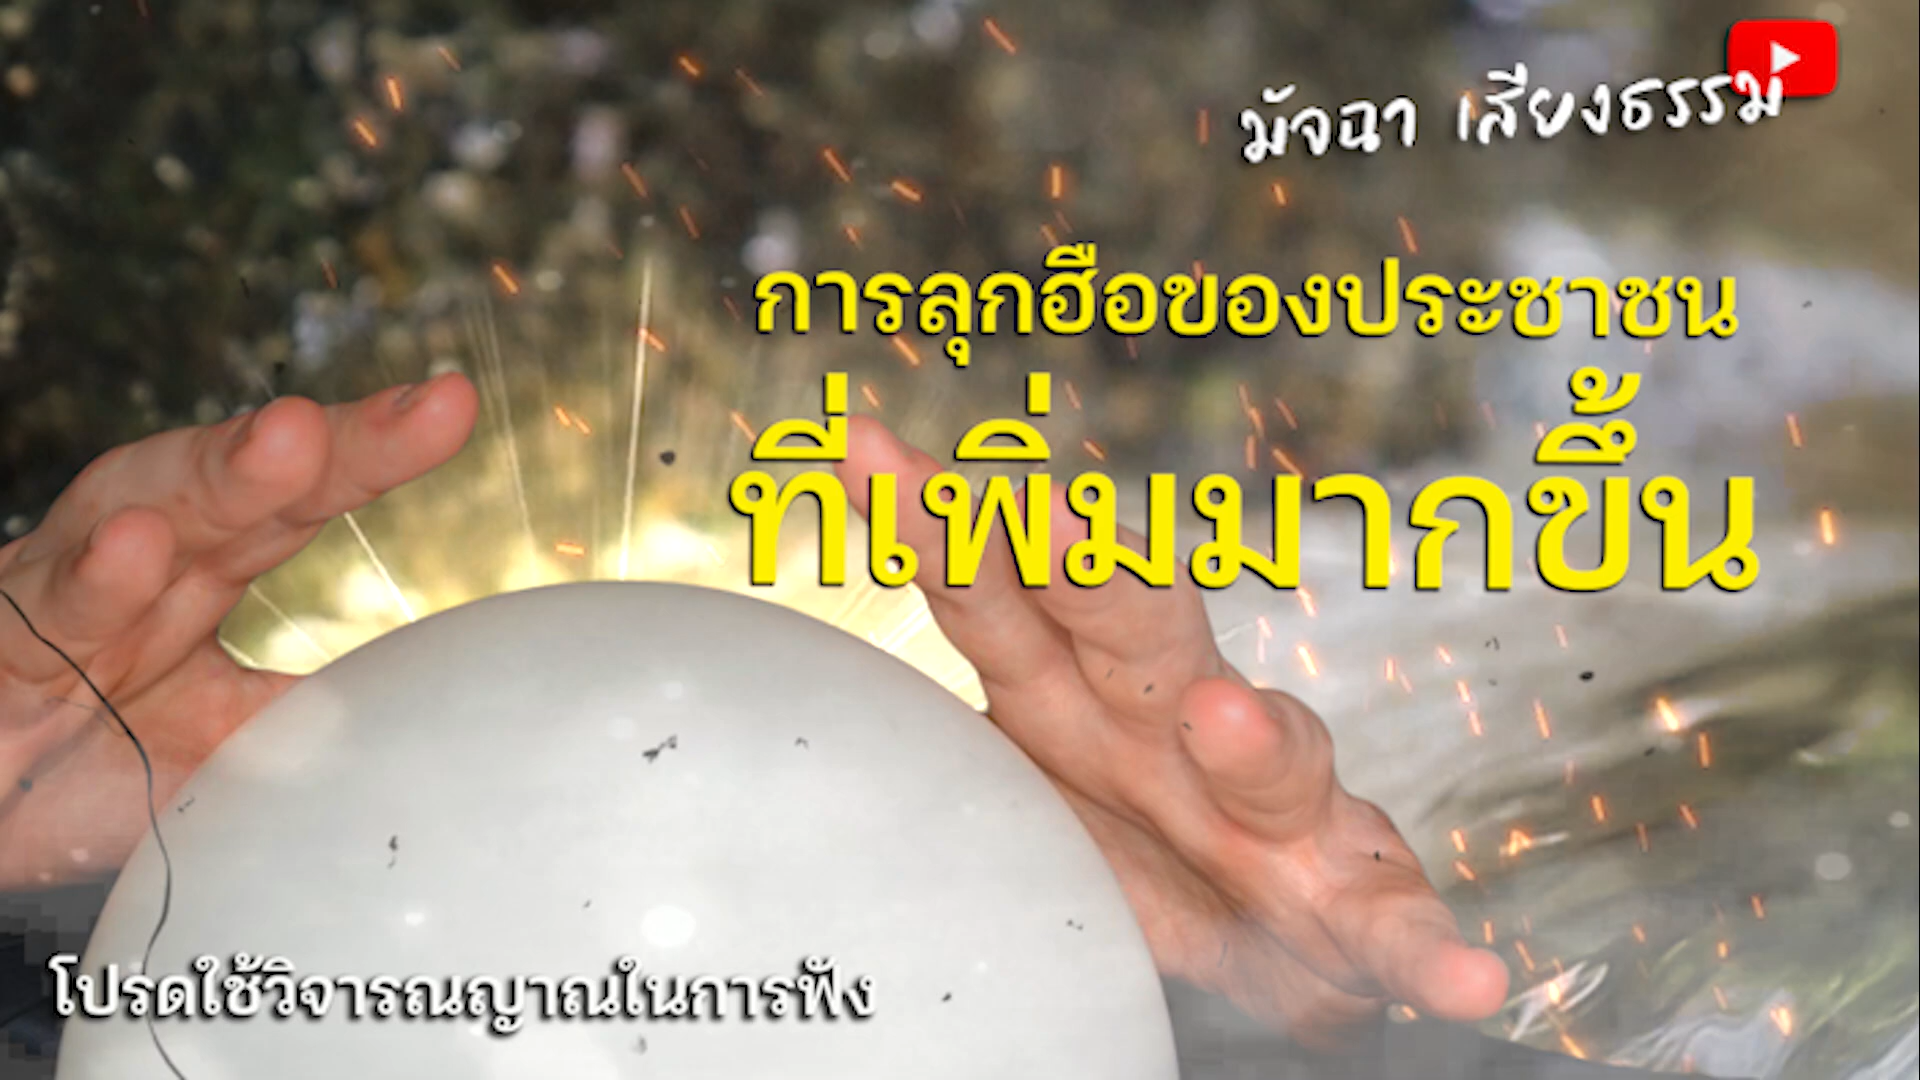 มัจฉา เสียงธรรม
การลุกฮือของประชาชน
ที่เพิ่มมากขึ้น
โปรดใช้วิจารณญาณในการฟัง